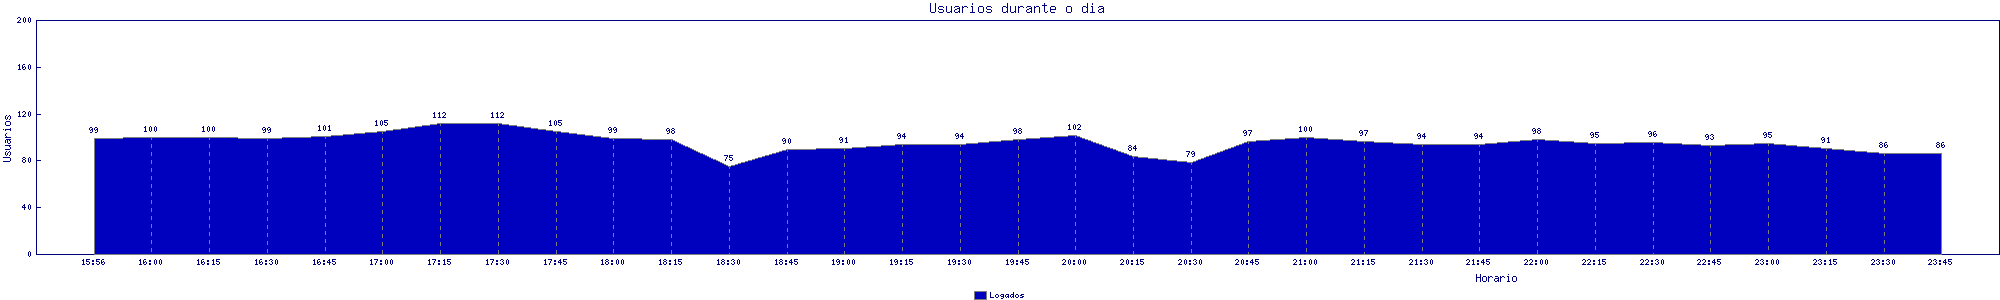 Usuarios durante o dia
200
160
120
80
40
0
Usuarios
99 100 100 99 101 105 112 112 105 99 98 75 90 91 94 94 98 102 84 79 97 100 97 94 94 98 95 96 93 95 91 86 86
15:56 16:00 16:15 16:30 16:45 17:00 17:15 17:30 17:45 18:00 18:15 18:30 18:45 19:00 19:15 19:30 19:45 20:00 20:15 20:30 20:45 21:00 21:15 21:30 21:45 22:00 22:15 22:30 22:45 23:00 23:15 23:30 23:45
Horario
Logados